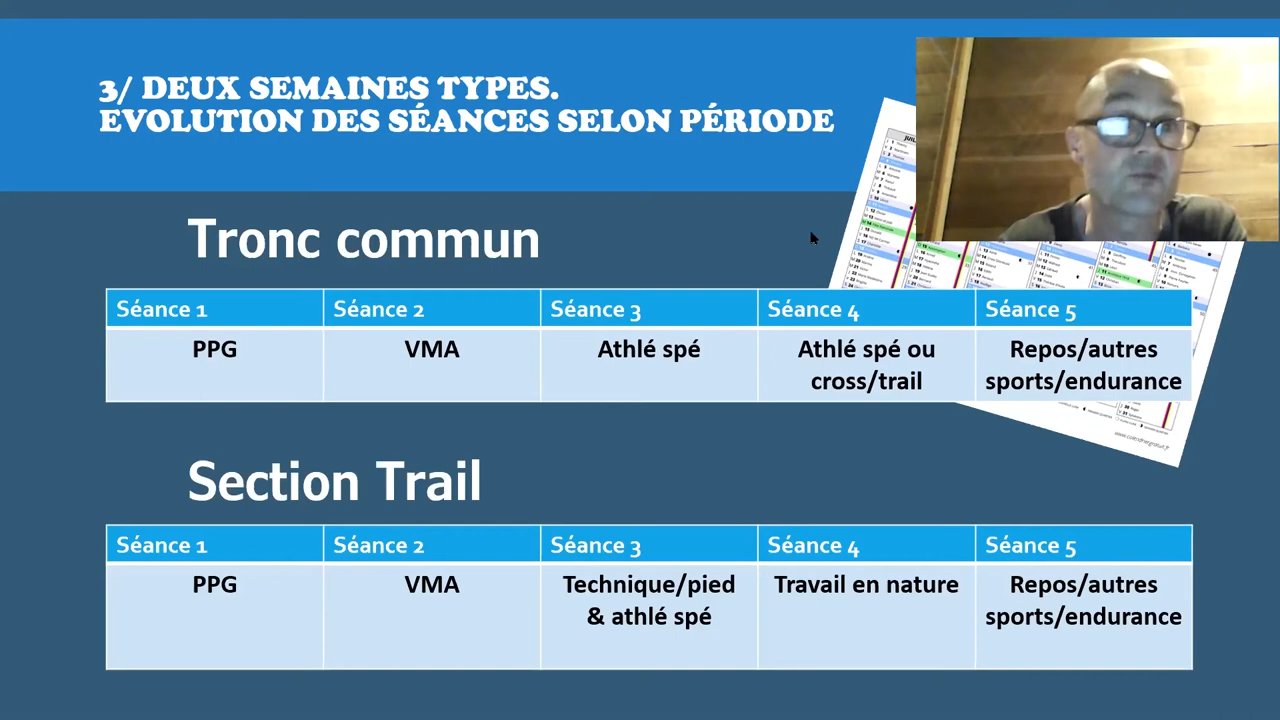 3/ DEUX SEMAINES TYPES.
EVOLUTION DES SÉANCES SELON PÉRIODE
Tronc commun
Séance 1 Séance 2 Séance 3 Séance 4 Séance 5
PPG VMA Athlé spé Athlé spé ou Repos/autres
cross/trail sports/endurance
Section Trail
Séance 1 Séance 2 Séance 3 Séance 4 Séance 5
PPG VMA Technique/pied Travail en nature Repos/autres
& athlé spé sports/endurance